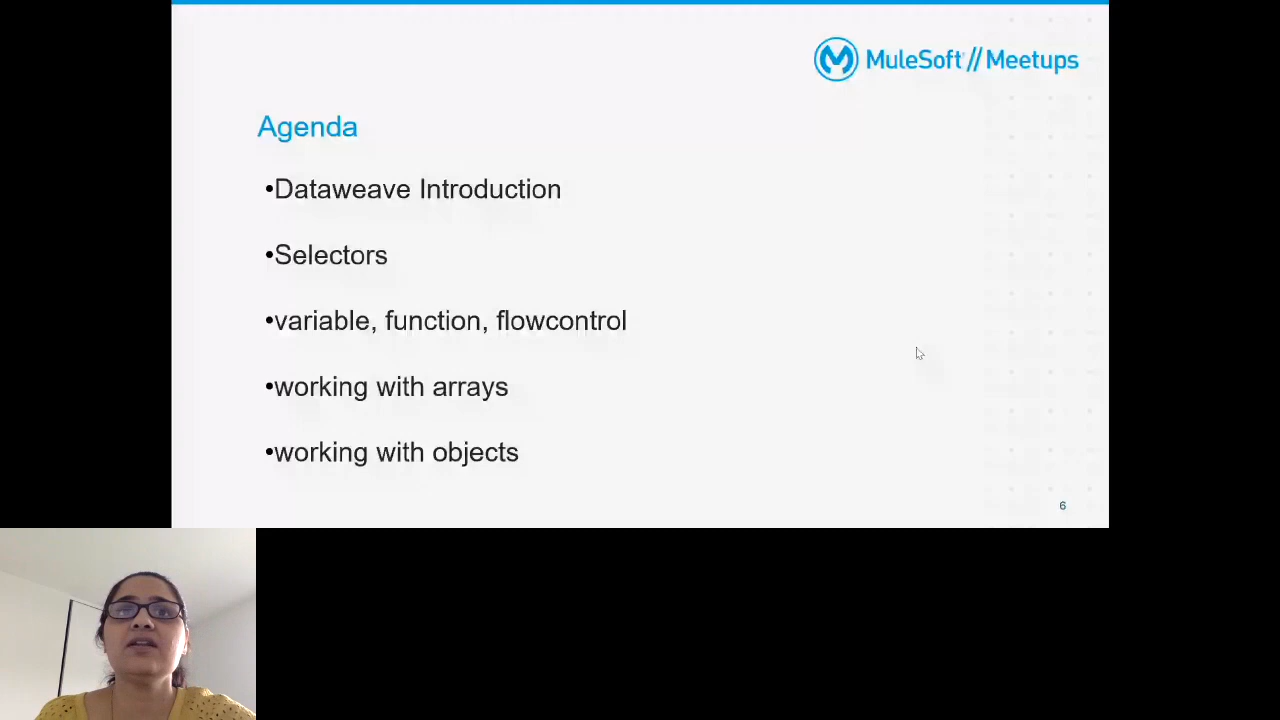 MuleSoft // Meetups
Agenda
•Dataweave Introduction
•Selectors
•variable, function, flowcontrol
•working with arrays
•working with objects
6